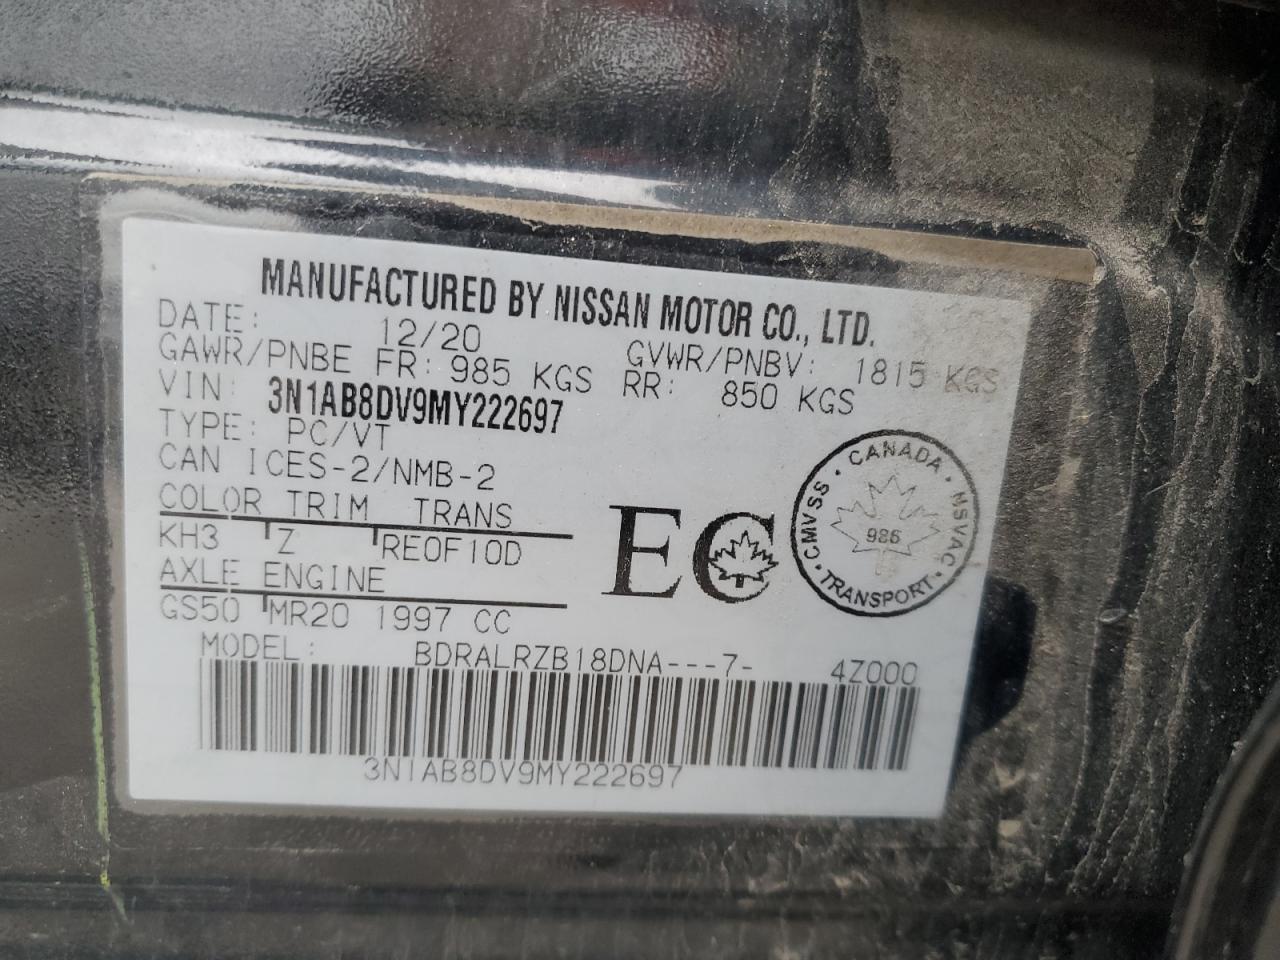 MANUFACTURED BY NISSAN MOTOR CO., LTD.
DATE: 12/20 GVWR/PNBV: 1815 KGS
GAWR/PNBE FR: 985 KGS RR: 850 KGS
VIN: 3N1AB8DV9MY222697
TYPE: PC/VT
CAN ICES-2/NMB-2
COLOR TRIM TRANS
KH3 Z RE0F10D
AXLE ENGINE
GS50 MR20 1997 CC
EC
CANADA · NSVAC · TRANSPORT · CMVSS ·
986
MODEL: BDRALRZB18DNA---7- 4Z000
3N1AB8DV9MY222697